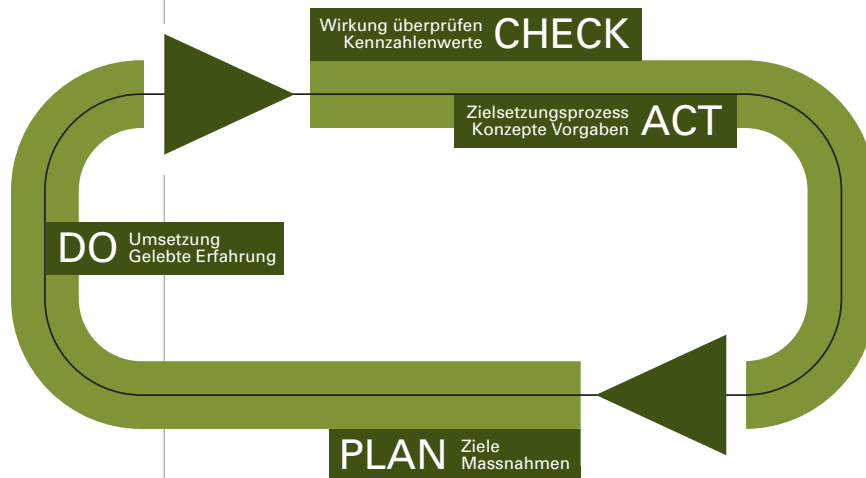 Wirkung überprüfen
Kennzahlenwerte
CHECK
Zielsetzungsprozess
Konzepte Vorgaben
ACT
DO
Umsetzung
Gelebte Erfahrung
PLAN
Ziele
Massnahmen